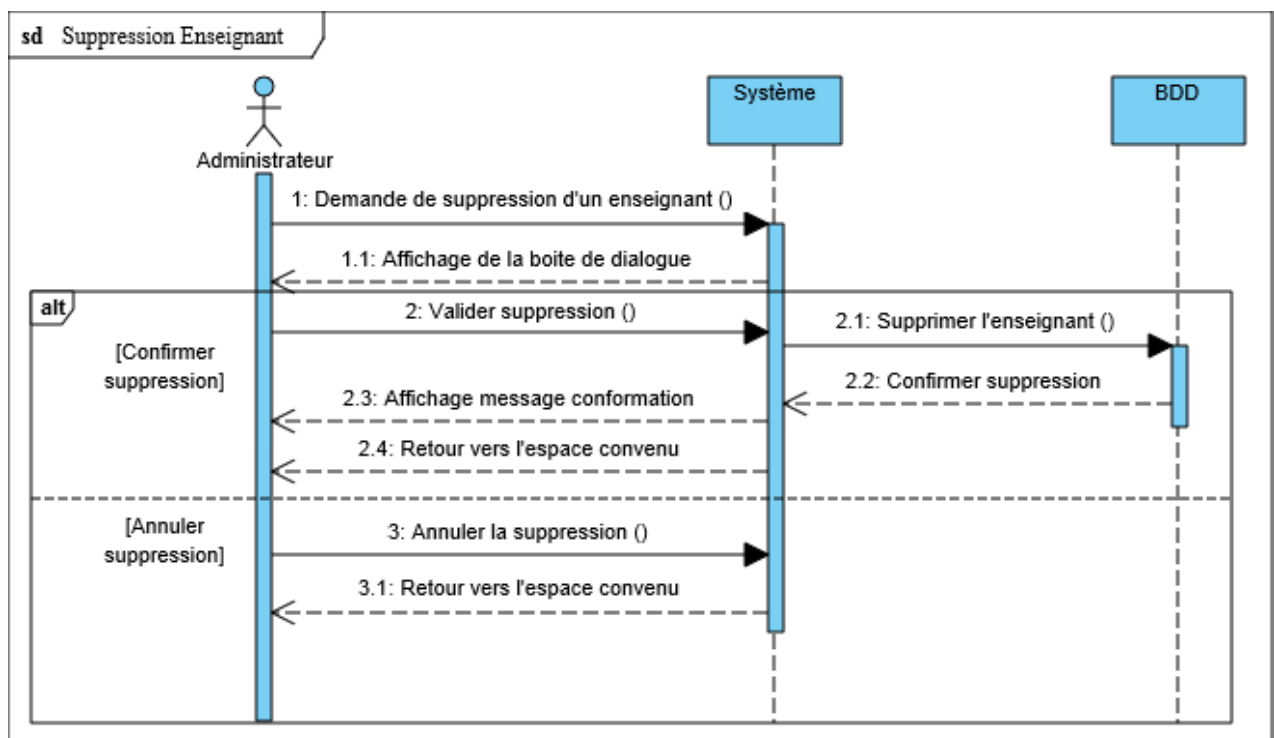 sd Suppression Enseignant
Système
BDD
Administrateur
1: Demande de suppression d'un enseignant ()
1.1: Affichage de la boite de dialogue
alt
2: Valider suppression ()
2.1: Supprimer l'enseignant ()
[Confirmer
suppression]
2.2: Confirmer suppression
2.3: Affichage message conformation
2.4: Retour vers l'espace convenu
[Annuler
suppression]
3: Annuler la suppression ()
3.1: Retour vers l'espace convenu